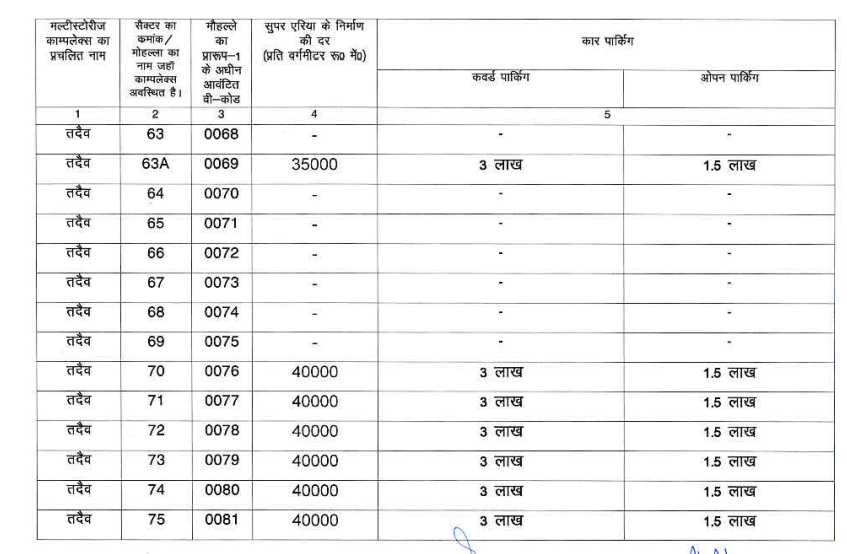 मल्टीस्टोरीज काम्पलेक्स का प्रचलित नाम | सैक्टर का कमांक/मोहल्ला का नाम जहाँ काम्पलेक्स अवस्थित है। | मौहल्ले का प्रारूप–1 के अधीन आवंटित वी–कोड | सुपर एरिया के निर्माण की दर (प्रति वर्गमीटर रू0 में0) | कार पार्किंग
कवर्ड पार्किंग | ओपन पार्किंग
1 | 2 | 3 | 4 | 5
तदैव | 63 | 0068 | - | - | -
तदैव | 63A | 0069 | 35000 | 3 लाख | 1.5 लाख
तदैव | 64 | 0070 | - | - | -
तदैव | 65 | 0071 | - | - | -
तदैव | 66 | 0072 | - | - | -
तदैव | 67 | 0073 | - | - | -
तदैव | 68 | 0074 | - | - | -
तदैव | 69 | 0075 | - | - | -
तदैव | 70 | 0076 | 40000 | 3 लाख | 1.5 लाख
तदैव | 71 | 0077 | 40000 | 3 लाख | 1.5 लाख
तदैव | 72 | 0078 | 40000 | 3 लाख | 1.5 लाख
तदैव | 73 | 0079 | 40000 | 3 लाख | 1.5 लाख
तदैव | 74 | 0080 | 40000 | 3 लाख | 1.5 लाख
तदैव | 75 | 0081 | 40000 | 3 लाख | 1.5 लाख